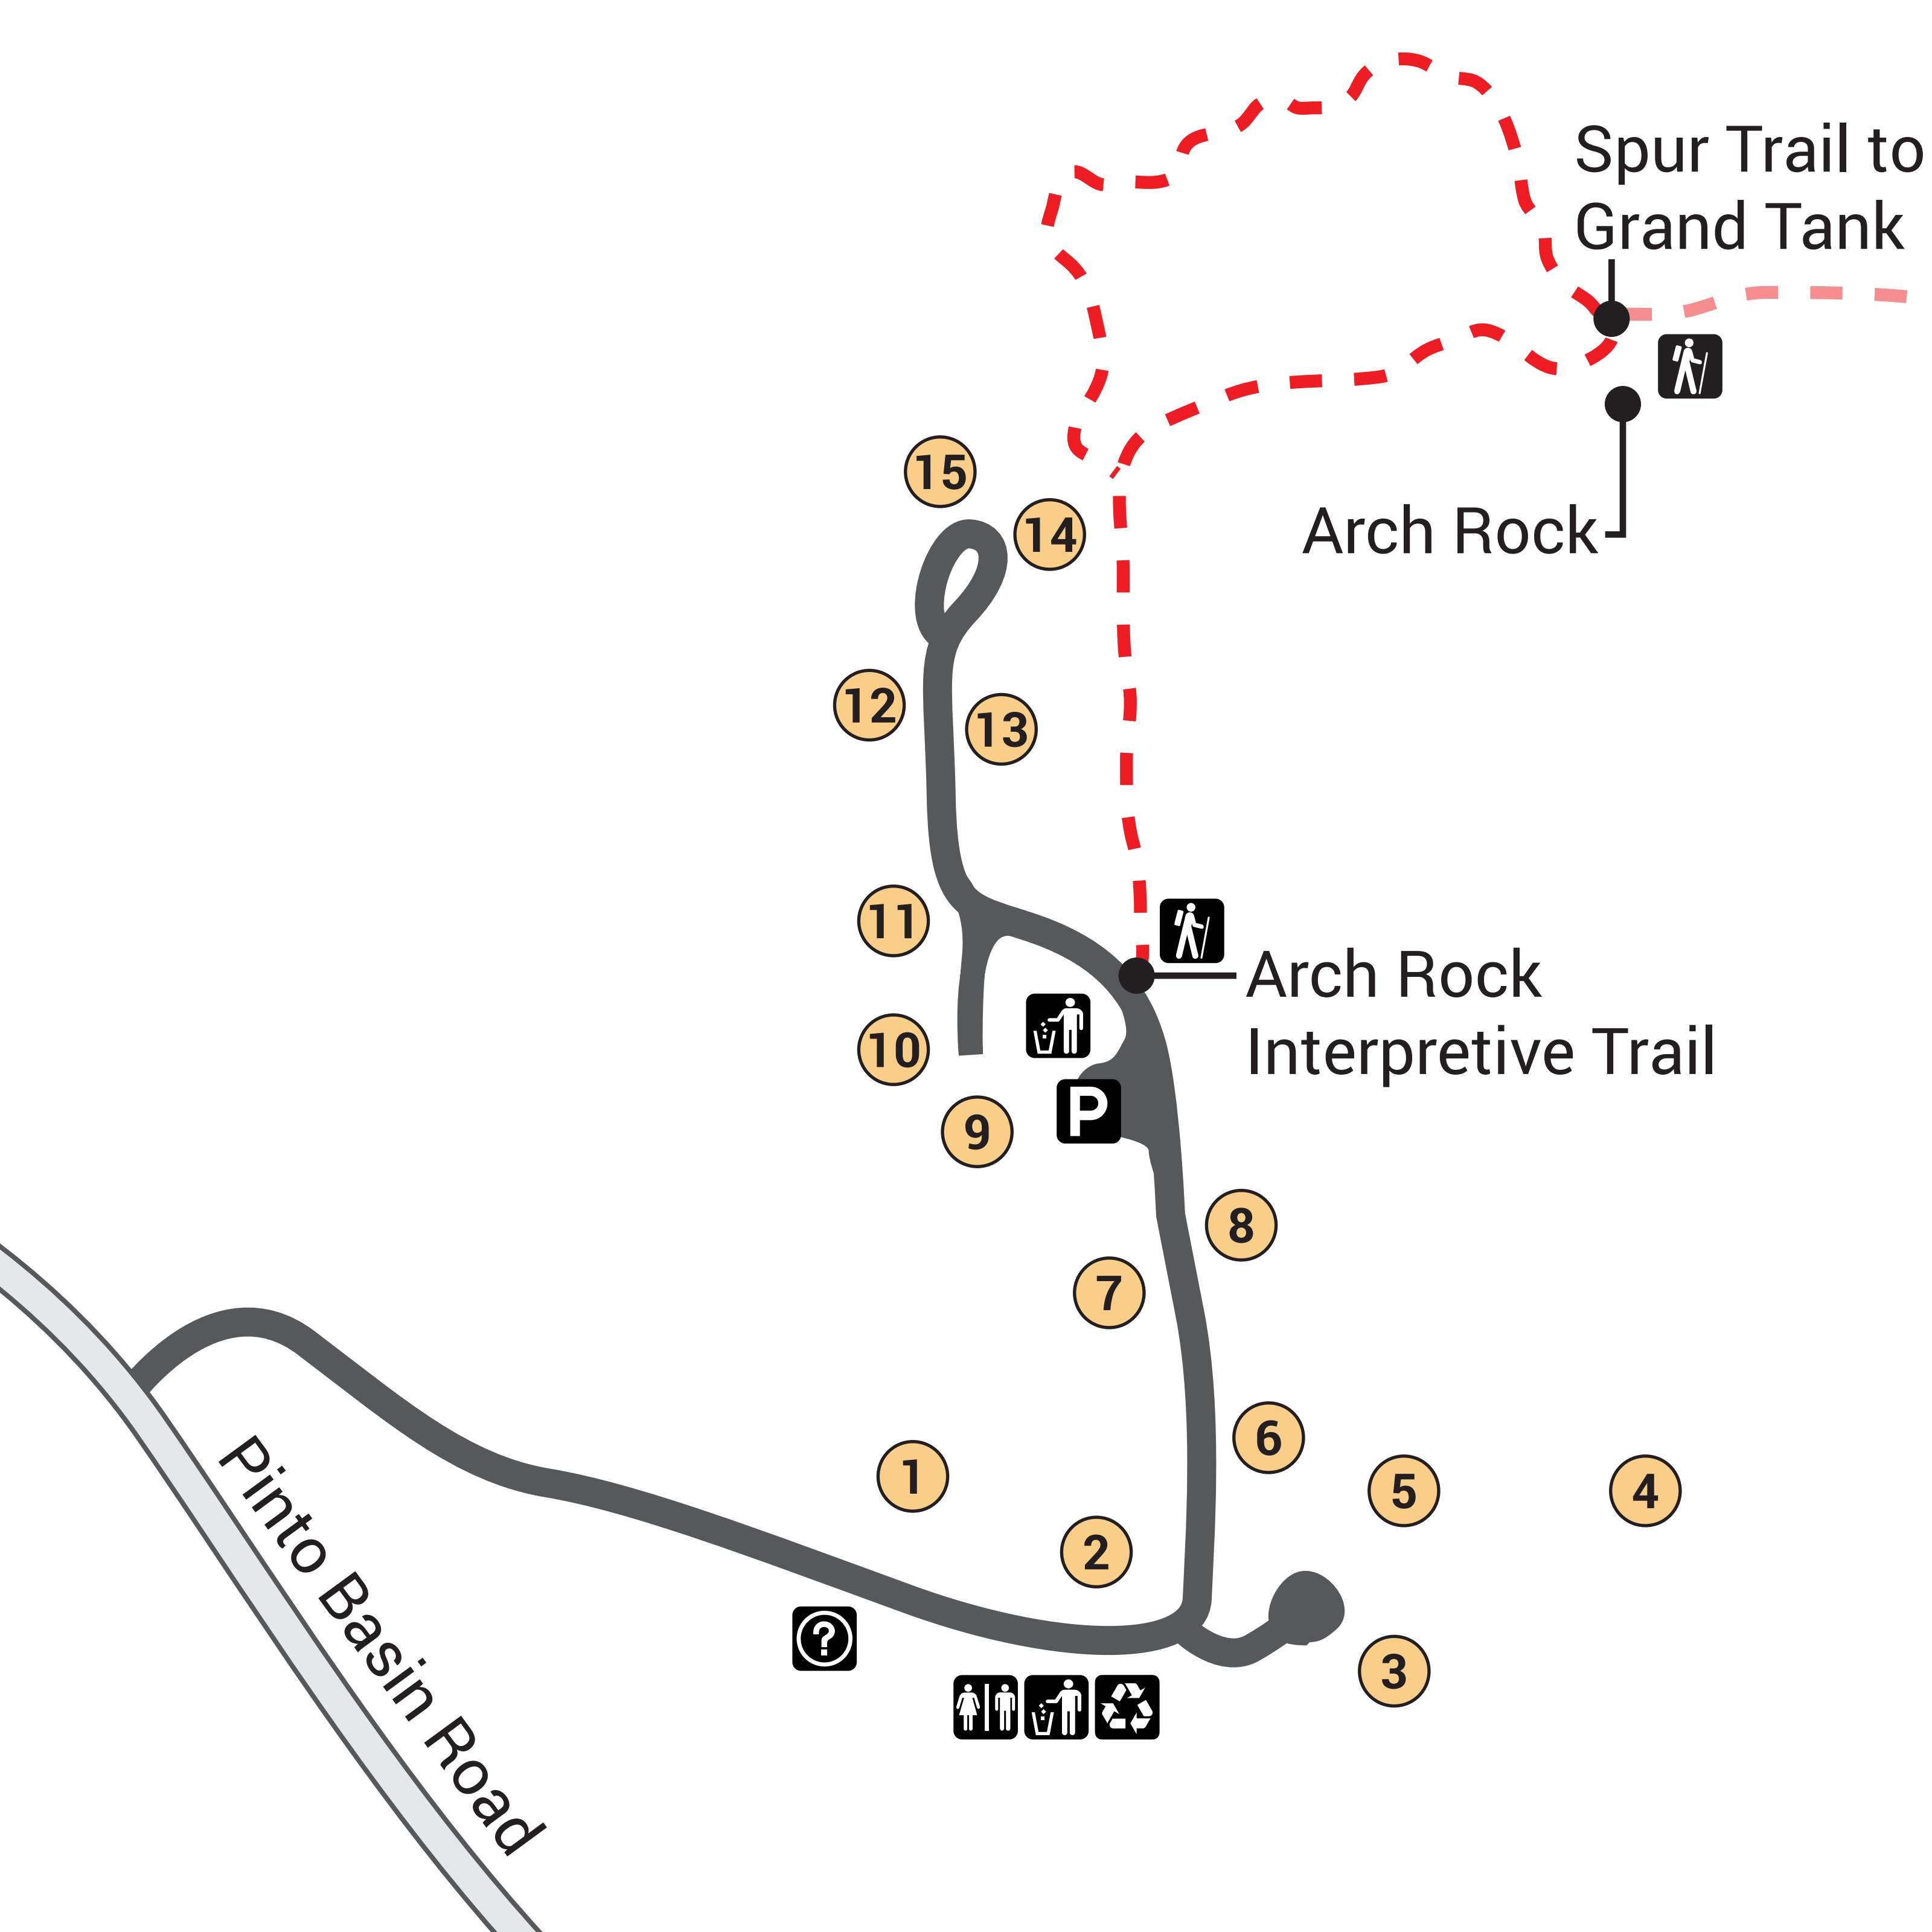 Spur Trail to
Grand Tank
Arch Rock
15
14
12
13
11
Arch Rock
Interpretive Trail
10
P
9
8
7
6
1
5
4
2
?
3
Pinto Basin Road